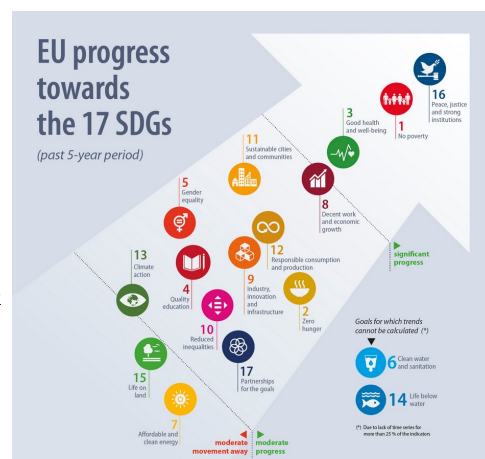 EU progress
towards
the 17 SDGs
(past 5-year period)
16
Peace, justice
and strong
institutions
1
No poverty
3
Good health
and well-being
11
Sustainable cities
and communities
8
Decent work
and economic
growth
5
Gender
equality
12
Responsible consumption
and production
significant
progress
13
Climate
action
4
Quality
education
9
Industry,
innovation
and
infrastructure
2
Zero
hunger
10
Reduced
inequalities
17
Partnerships
for the goals
15
Life on
land
7
Affordable and
clean energy
moderate
movement away
moderate
progress
Goals for which trends
cannot be calculated (*)
6 Clean water
and sanitation
14 Life below
water
(*) Due to lack of time series for
more than 25 % of the indicators